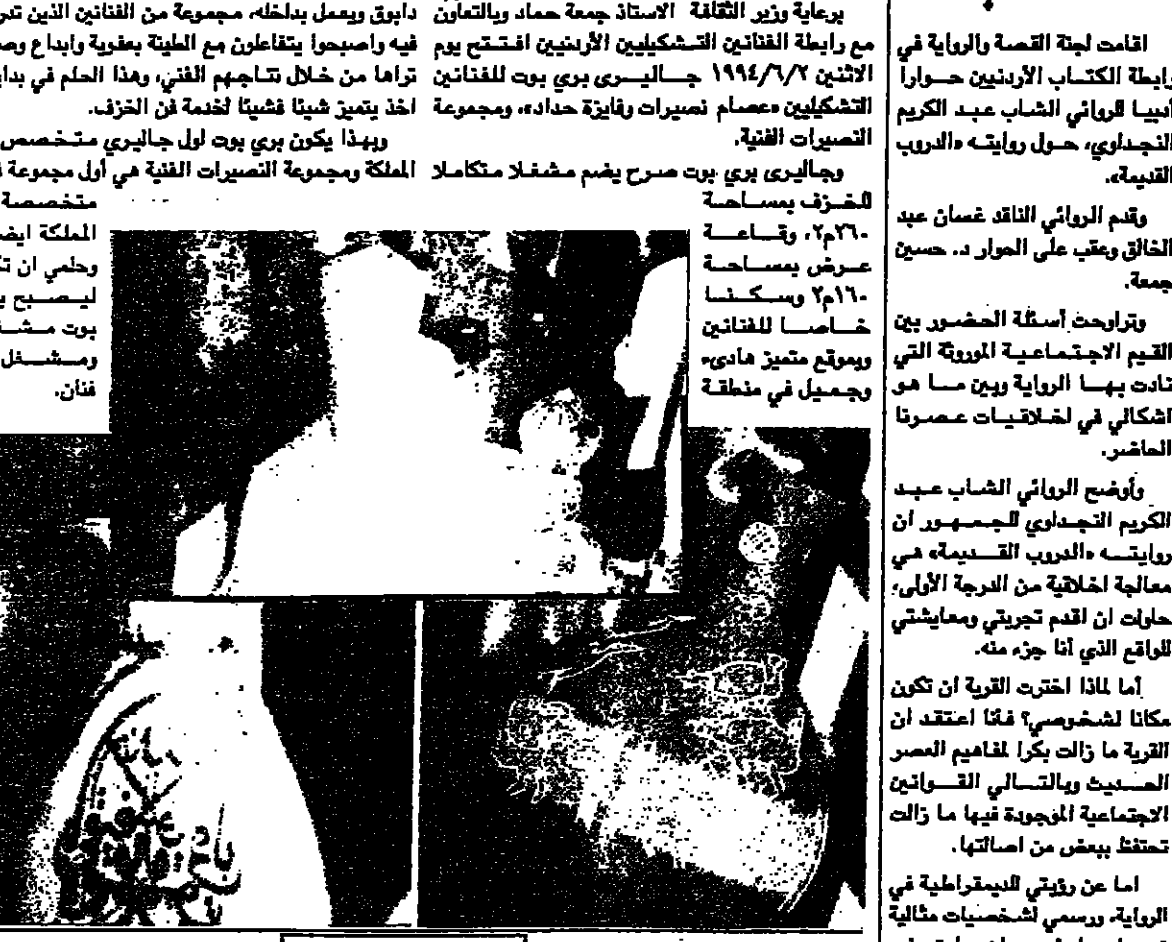 اقامت لجنة القصة والرواية في
رابطة الكتاب الأردنيين حوارا
ادبيا للروائي الشاب عبد الكريم
النجداوي، حول روايته «الدروب
القديمة».
وقدم الروائي الناقد غسان عبد
الخالق وعقب على الحوار د. حسين
جمعة.
وتراوحت أسئلة الحضور بين
القيم الاجتماعية الموروثة التي
نادت بها الرواية وبين ما هو
اشكالي في اخلاقيات عصرنا
الحاضر.
وأوضح الروائي الشاب عبد
الكريم النجداوي للجمهور ان
روايته «الدروب القديمة» هي
معالجة اخلاقية من الدرجة الأولى،
حاولت ان اقدم تجربتي ومعايشتي
للواقع الذي أنا جزء منه.
أما لماذا اخترت القرية ان تكون
مكانا لشخوصي؟ فأنا اعتقد ان
القرية ما زالت بكرا لمفاهيم العصر
الحديث وبالتالي القوانين
الاجتماعية الموجودة فيها ما زالت
تحتفظ ببعض من اصالتها.
اما عن رؤيتي للديمقراطية في
الرواية، ورسمي لشخصيات مثالية
برعاية وزير الثقافة الاستاذ جمعة حماد وبالتعاون
مع رابطة الفنانين التشكيليين الأردنيين افتتح يوم
الاثنين ١٩٩٤/٦/٢ جاليري بري بوت للفنانين
التشكيليين «عصام نصيرات وفايزة حداد»، ومجموعة
النصيرات الفنية.
وجاليري بري بوت صرح يضم مشغلا متكاملا
للخزف بمساحة
٢٦٠م٢، وقاعة
عرض بمساحة
١٦٠م٢ وسكنا
خاصا للفنانين
وبموقع متميز هادىء
وجميل في منطقة
دابوق ويعمل بداخله، مجموعة من الفنانين الذين
فيه واصبحوا يتفاعلون مع الطينة بعفوية وابداع
تراها من خلال نتاجهم الفني، وهذا الحلم في
اخذ يتميز شيئا فشيئا لخدمة فن الخزف.
وبهذا يكون بري بوت اول جاليري متخصص
المملكة ومجموعة النصيرات الفنية هي أول مجموعة
متخصصة
المملكة
وحلمي ان
ليصبح
بوت
ومشغل
فنان.